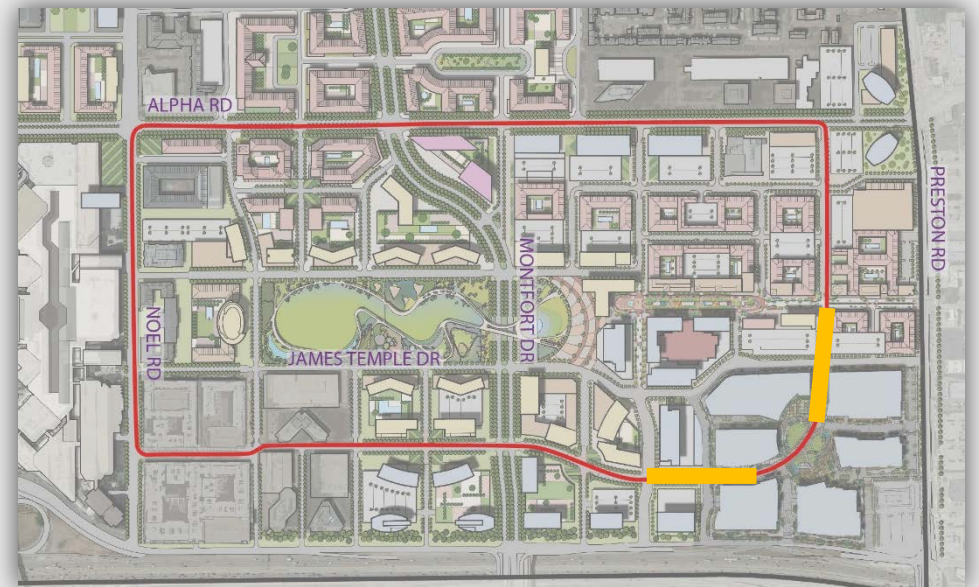 ALPHA RD
PRESTON RD
MONTFORT DR
NOEL RD
JAMES TEMPLE DR